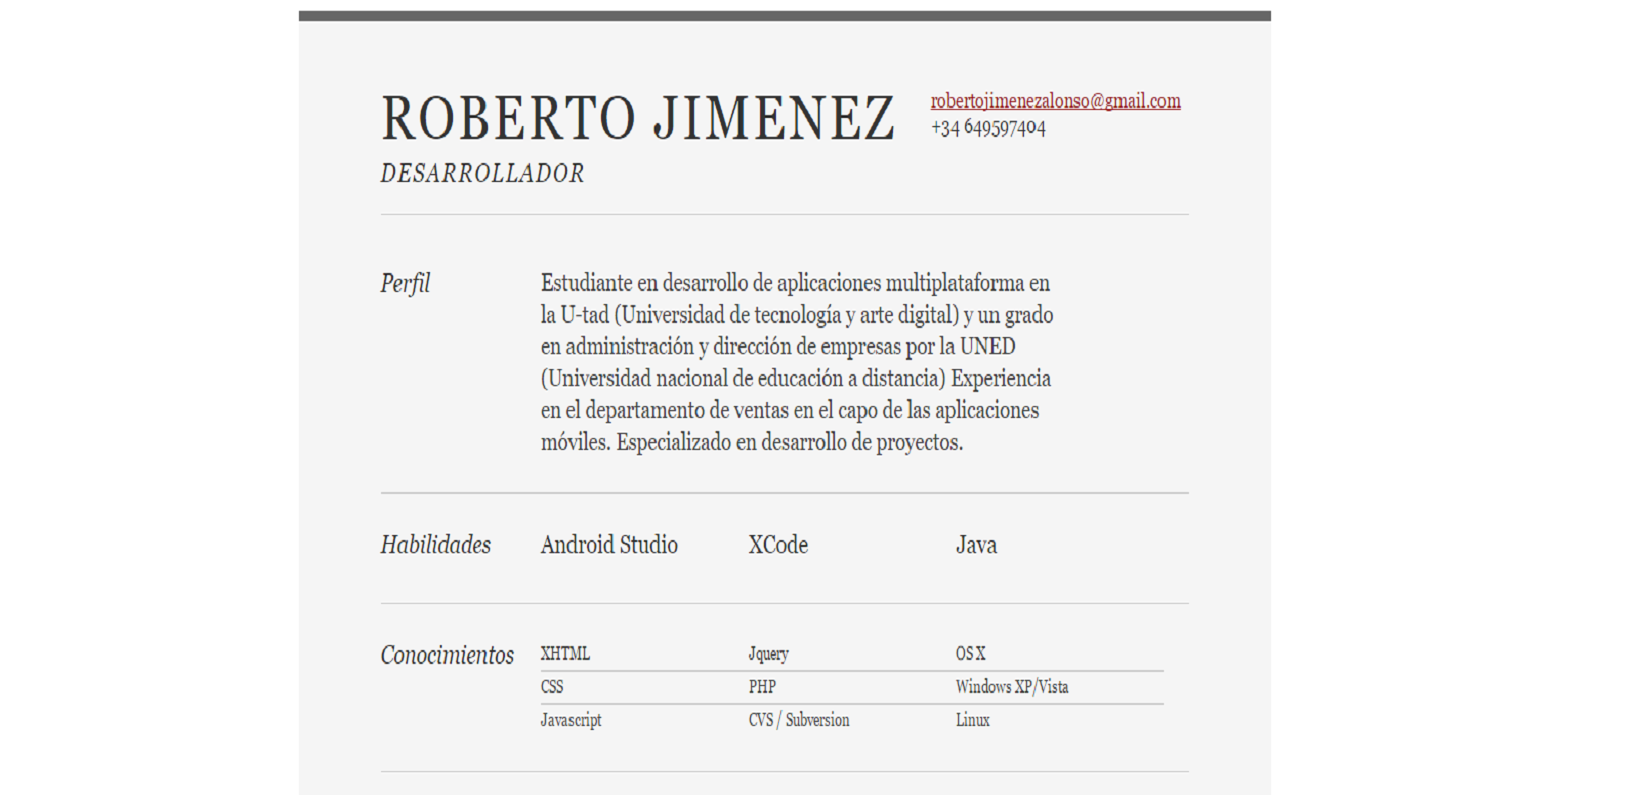 ROBERTO JIMENEZ
robertojimenezalonso@gmail.com
+34 649597404
DESARROLLADOR
Perfil
Estudiante en desarrollo de aplicaciones multiplataforma en
la U-tad (Universidad de tecnología y arte digital) y un grado
en administración y dirección de empresas por la UNED
(Universidad nacional de educación a distancia) Experiencia
en el departamento de ventas en el capo de las aplicaciones
móviles. Especializado en desarrollo de proyectos.
Habilidades Android Studio XCode Java
Conocimientos XHTML Jquery OS X
CSS PHP Windows XP/Vista
Javascript CVS / Subversion Linux